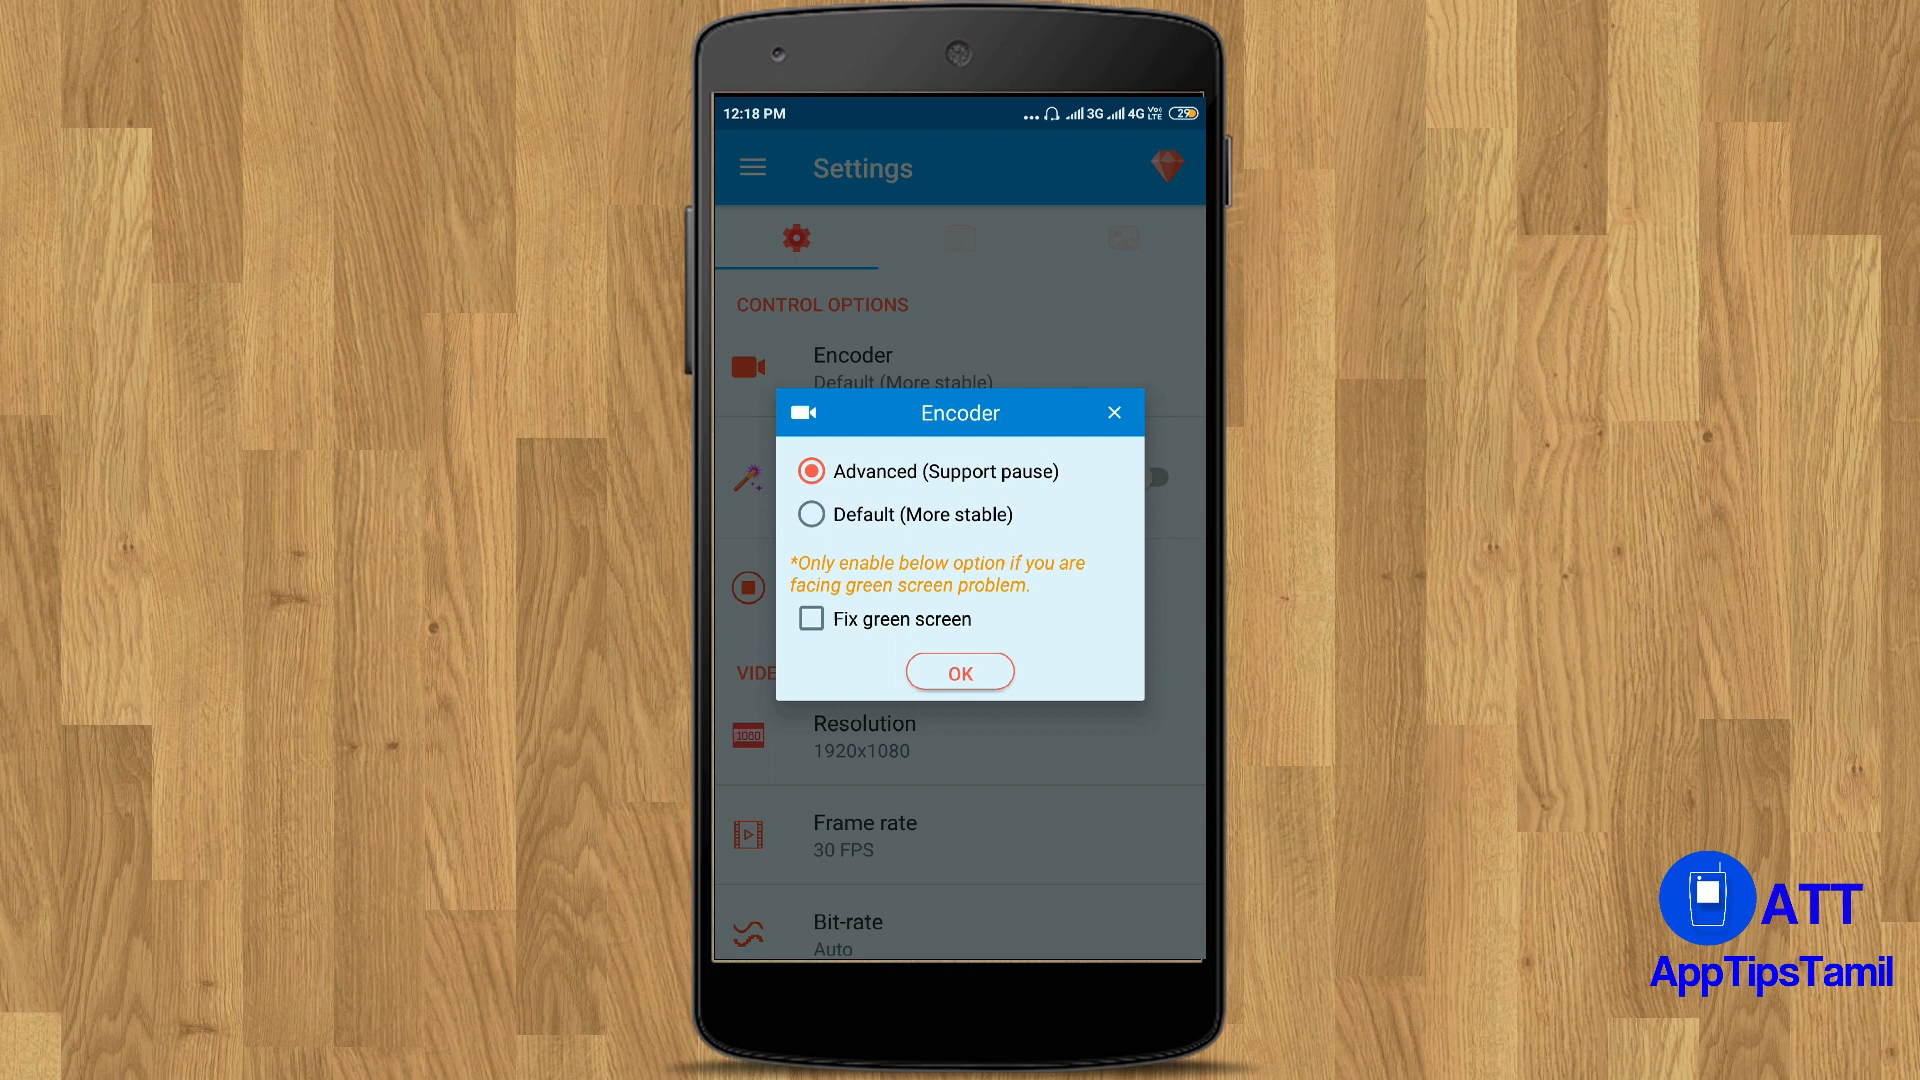 12:18 PM
... 3G 4G VoLTE 29
Settings
CONTROL OPTIONS
Encoder
Default (More stable)
Encoder
Advanced (Support pause)
Default (More stable)
*Only enable below option if you are
facing green screen problem.
Fix green screen
OK
VIDE
1080
Resolution
1920x1080
Frame rate
30 FPS
Bit-rate
Auto
ATT
AppTipsTamil